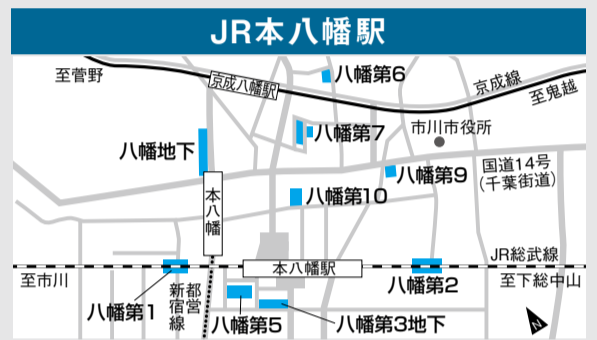 JR本八幡駅
至菅野
京成八幡駅
八幡第6
京成線
至鬼越
八幡地下
八幡第7
市川市役所
八幡第9
国道14号
(千葉街道)
本八幡
八幡第10
JR総武線
至市川
本八幡駅
八幡第2
至下総中山
八幡第1
都営
新宿線
八幡第5
八幡第3地下
N